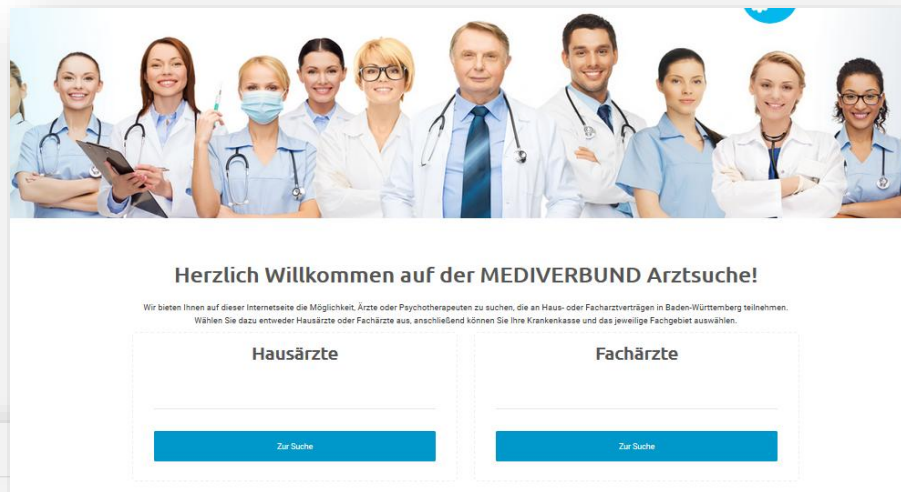 Herzlich Willkommen auf der MEDIVERBUND Arztsuche!
Wir bieten Ihnen auf dieser Internetseite die Möglichkeit, Ärzte oder Psychotherapeuten zu suchen, die an Haus- oder Facharztverträgen in Baden-Württemberg teilnehmen.
Wählen Sie dazu entweder Hausärzte oder Fachärzte aus, anschließend können Sie Ihre Krankenkasse und das jeweilige Fachgebiet auswählen.
Hausärzte
Zur Suche
Fachärzte
Zur Suche